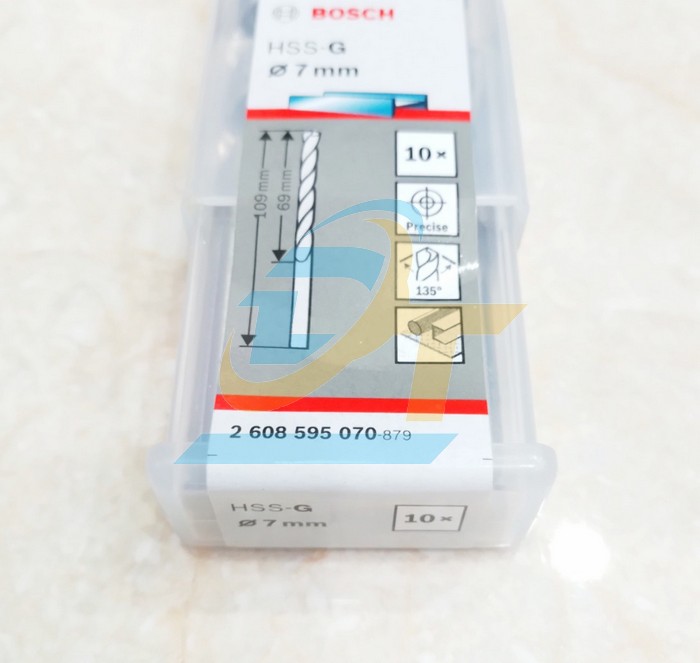 BOSCH
HSS-G
Ø 7 mm
10×
109 mm
69 mm
Precise
135°
2 608 595 070-879
HSS-G
Ø 7 mm
10×
DT